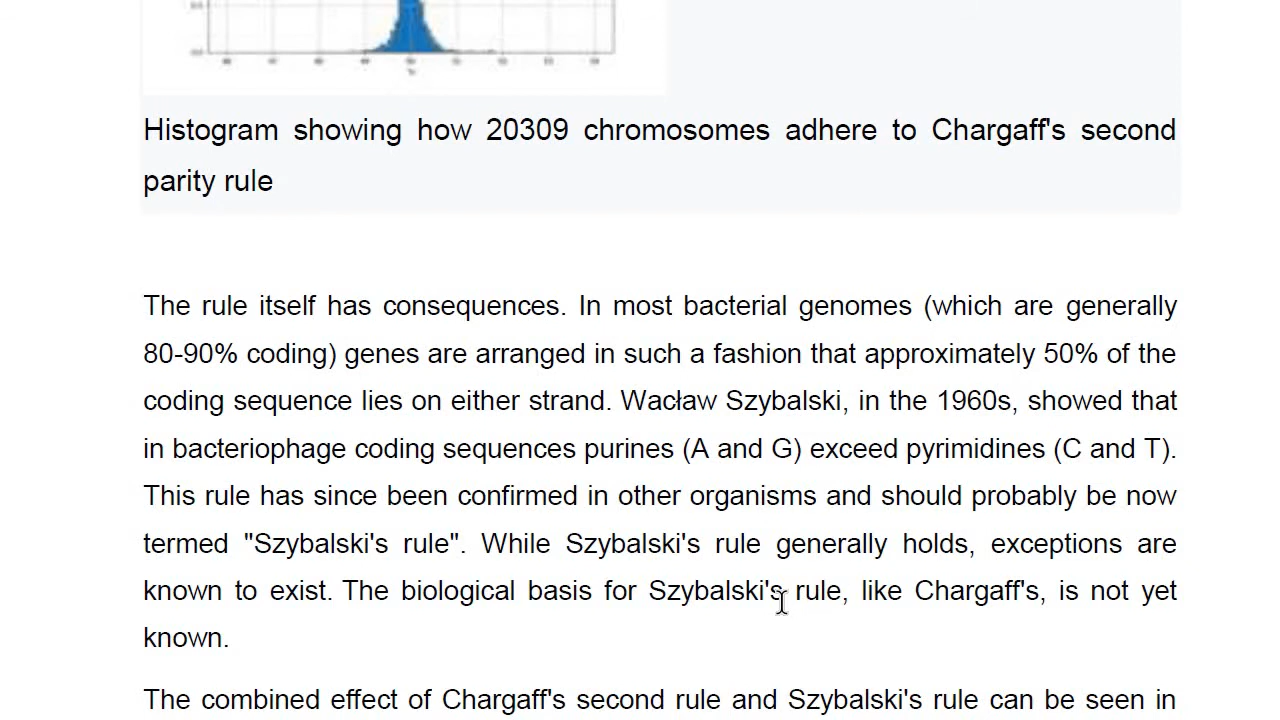 Histogram showing how 20309 chromosomes adhere to Chargaff's second
parity rule
The rule itself has consequences. In most bacterial genomes (which are generally
80-90% coding) genes are arranged in such a fashion that approximately 50% of the
coding sequence lies on either strand. Wacław Szybalski, in the 1960s, showed that
in bacteriophage coding sequences purines (A and G) exceed pyrimidines (C and T).
This rule has since been confirmed in other organisms and should probably be now
termed "Szybalski's rule". While Szybalski's rule generally holds, exceptions are
known to exist. The biological basis for Szybalski's rule, like Chargaff's, is not yet
known.
The combined effect of Chargaff's second rule and Szybalski's rule can be seen in